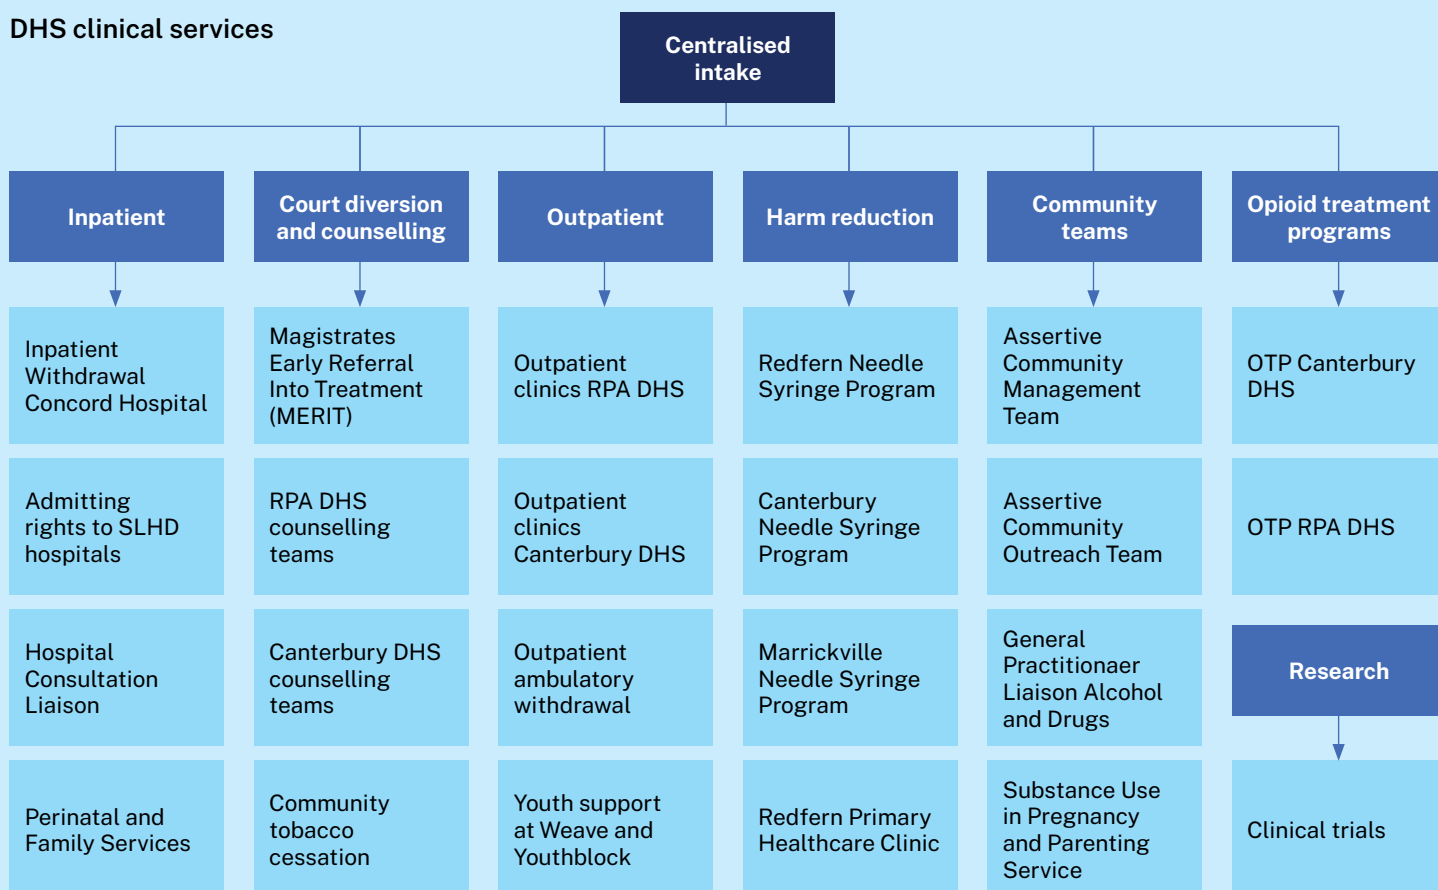 DHS clinical services
Centralised
intake
Inpatient
Inpatient
Withdrawal
Concord Hospital
Admitting
rights to SLHD
hospitals
Hospital
Consultation
Liaison
Perinatal and
Family Services
Court diversion
and counselling
Magistrates
Early Referral
Into Treatment
(MERIT)
RPA DHS
counselling
teams
Canterbury DHS
counselling
teams
Community
tobacco
cessation
Outpatient
Outpatient
clinics RPA DHS
Outpatient
clinics
Canterbury DHS
Outpatient
ambulatory
withdrawal
Youth support
at Weave and
Youthblock
Harm reduction
Redfern Needle
Syringe Program
Canterbury
Needle Syringe
Program
Marrickville
Needle Syringe
Program
Redfern Primary
Healthcare Clinic
Community
teams
Assertive
Community
Management
Team
Assertive
Community
Outreach Team
General
Practitionaer
Liaison Alcohol
and Drugs
Substance Use
in Pregnancy
and Parenting
Service
Opioid treatment
programs
OTP Canterbury
DHS
OTP RPA DHS
Research
Clinical trials